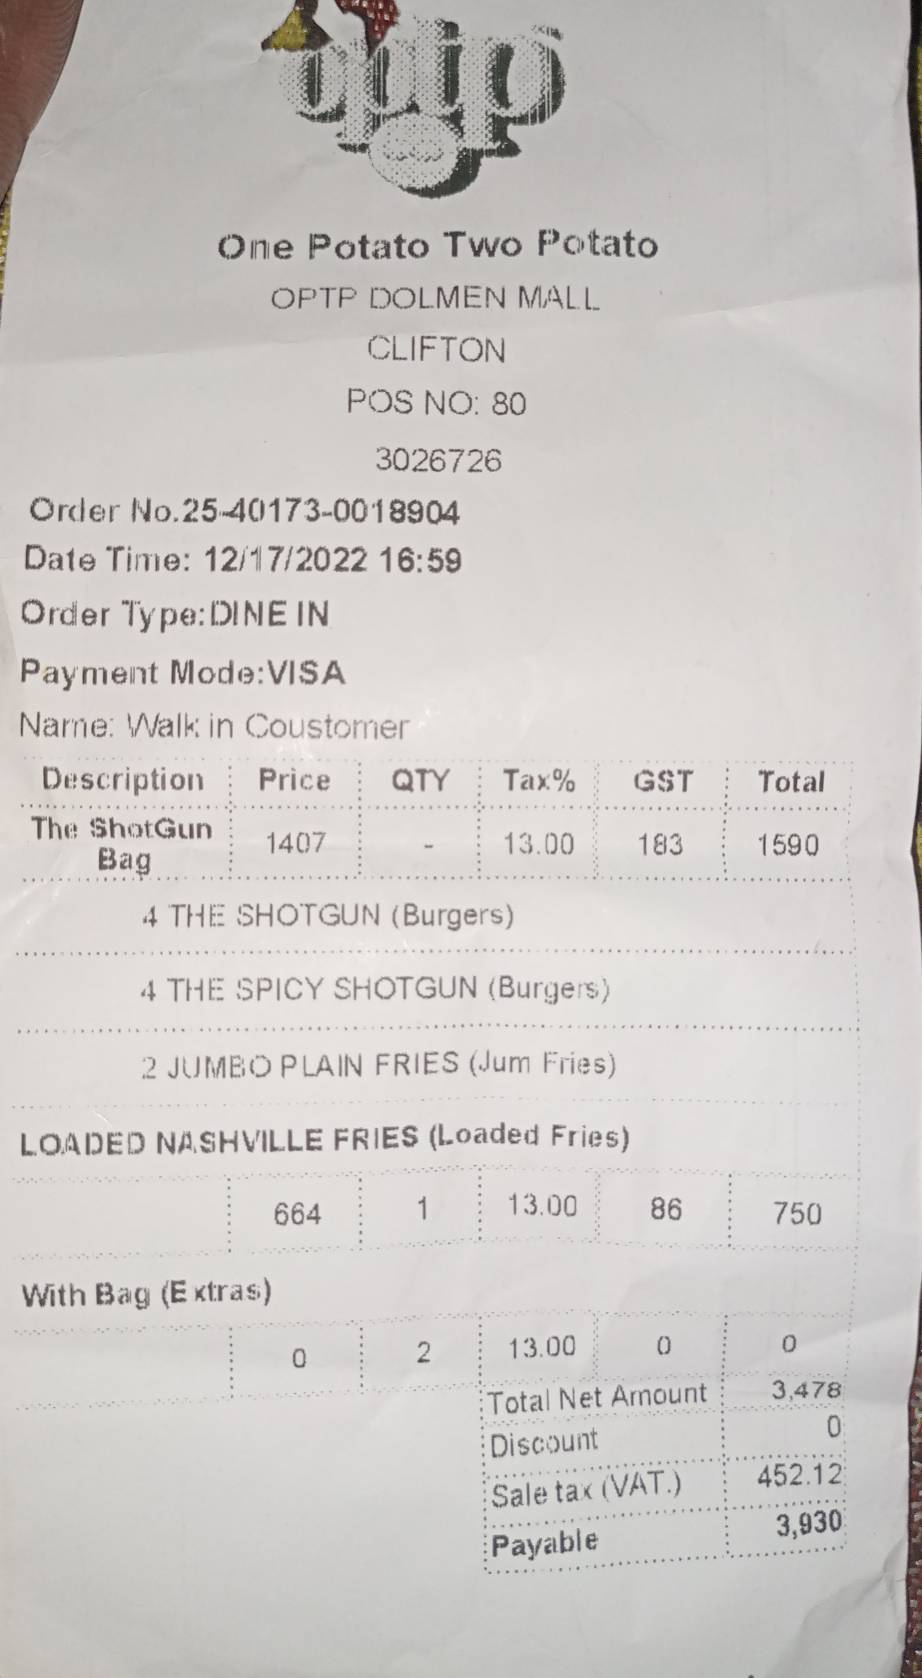 optp
One Potato Two Potato
OPTP DOLMEN MALL
CLIFTON
POS NO: 80
3026726
Order No.25-40173-0018904
Date Time: 12/17/2022 16:59
Order Type:DINE IN
Payment Mode:VISA
Name: Walk in Coustomer
Description Price QTY Tax% GST Total
The ShotGun Bag 1407 - 13.00 183 1590
4 THE SHOTGUN (Burgers)
4 THE SPICY SHOTGUN (Burgers)
2 JUMBO PLAIN FRIES (Jum Fries)
LOADED NASHVILLE FRIES (Loaded Fries)
664 1 13.00 86 750
With Bag (Extras)
0 2 13.00 0 0
Total Net Amount 3,478
Discount 0
Sale tax (VAT.) 452.12
Payable 3,930